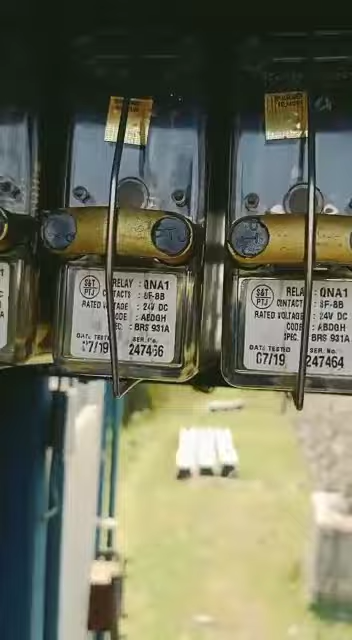 S&T
PTJ
RELAY : QNA1
CONTACTS : 8F-8B
RATED VOLTAGE : 24V DC
CODE : AEDGH
SPEC : BRS 931A
DATE TESTED SER. No.
07/19 247466
S&T
PTJ
RELAY : QNA1
CONTACTS : 8F-8B
RATED VOLTAGE : 24V DC
CODE : ABDGH
SPEC. : BRS 931A
DATE TESTED SER. No.
07/19 247464